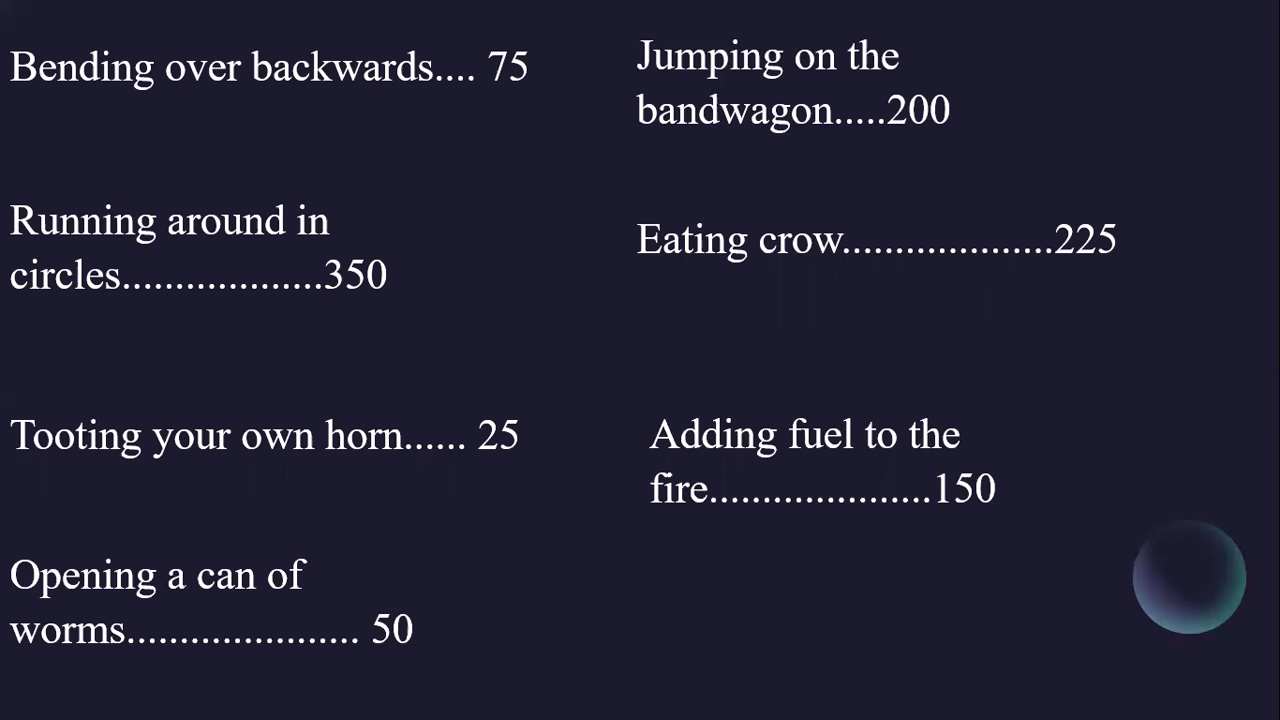 Bending over backwards.... 75
Running around in
circles...................350
Tooting your own horn...... 25
Opening a can of
worms...................... 50
Jumping on the
bandwagon.....200
Eating crow....................225
Adding fuel to the
fire.....................150